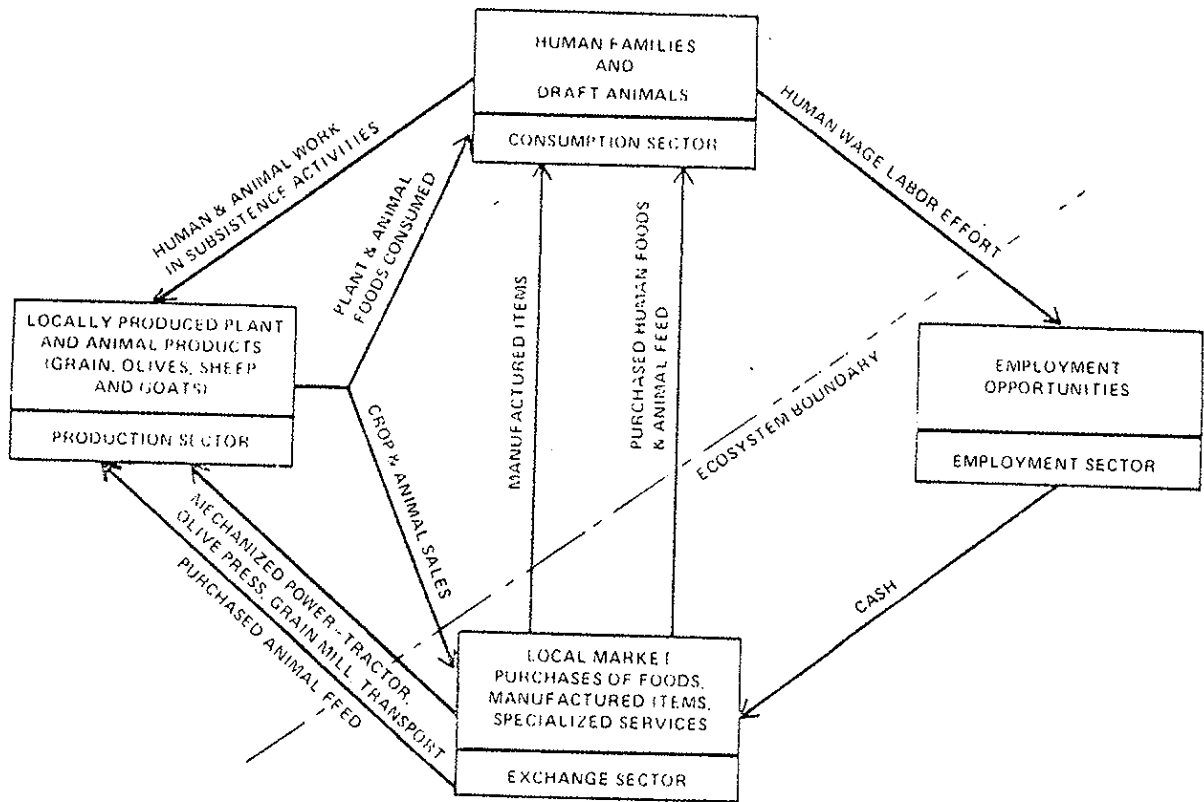 HUMAN FAMILIES
AND
DRAFT ANIMALS
CONSUMPTION SECTOR
HUMAN & ANIMAL WORK
IN SUBSISTENCE ACTIVITIES
PLANT & ANIMAL
FOODS CONSUMED
HUMAN WAGE LABOR EFFORT
MANUFACTURED ITEMS
PURCHASED HUMAN FOODS
& ANIMAL FEED
LOCALLY PRODUCED PLANT
AND ANIMAL PRODUCTS
(GRAIN, OLIVES, SHEEP
AND GOATS)
PRODUCTION SECTOR
EMPLOYMENT
OPPORTUNITIES
EMPLOYMENT SECTOR
ECOSYSTEM BOUNDARY
CROP & ANIMAL SALES
MECHANIZED POWER--TRACTOR,
OLIVE PRESS, GRAIN MILL, TRANSPORT
PURCHASED ANIMAL FEED
CASH
LOCAL MARKET
PURCHASES OF FOODS,
MANUFACTURED ITEMS,
SPECIALIZED SERVICES
EXCHANGE SECTOR